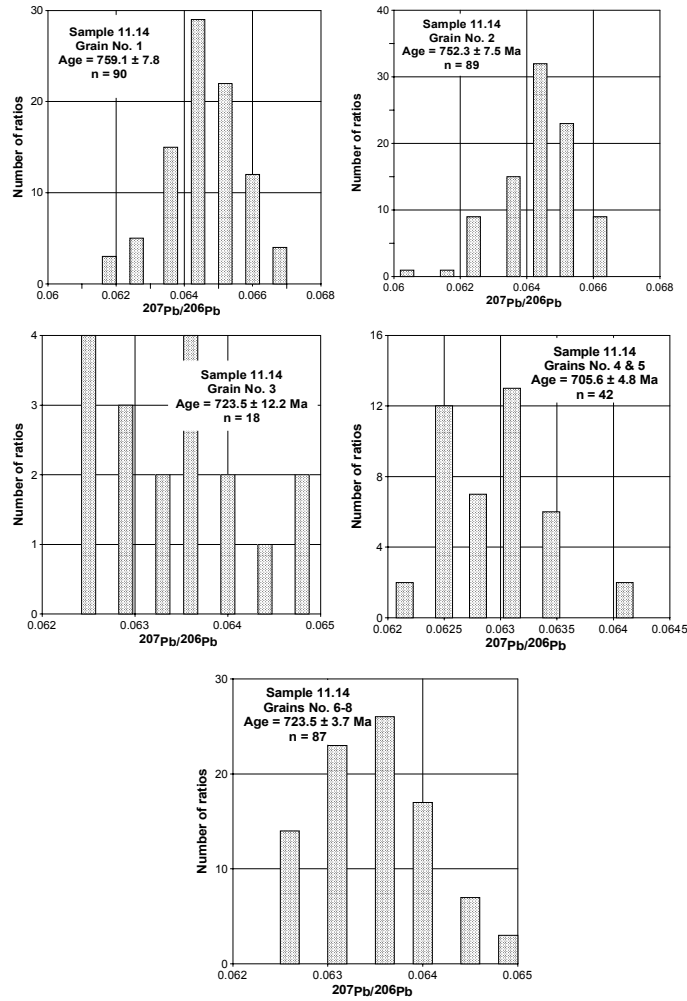 Sample 11.14
Grain No. 1
Age = 759.1 ± 7.8
n = 90
Number of ratios
30
20
10
0
0.06 0.062 0.064 0.066 0.068
207Pb/206Pb
Sample 11.14
Grain No. 2
Age = 752.3 ± 7.5 Ma
n = 89
Number of ratios
40
30
20
10
0
0.06 0.062 0.064 0.066 0.068
207Pb/206Pb
Sample 11.14
Grain No. 3
Age = 723.5 ± 12.2 Ma
n = 18
Number of ratios
4
3
2
1
0
0.062 0.063 0.064 0.065
207Pb/206Pb
Sample 11.14
Grains No. 4 & 5
Age = 705.6 ± 4.8 Ma
n = 42
Number of ratios
16
12
8
4
0
0.062 0.0625 0.063 0.0635 0.064 0.0645
207Pb/206Pb
Sample 11.14
Grains No. 6-8
Age = 723.5 ± 3.7 Ma
n = 87
Number of ratios
30
20
10
0
0.062 0.063 0.064 0.065
207Pb/206Pb